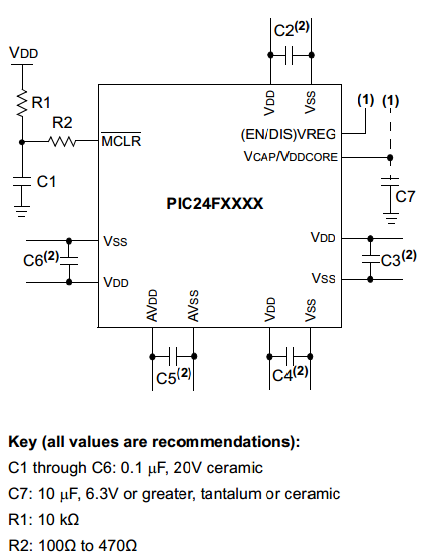 C2(2)
VDD
VDD
VSS
R1
(1) (1)
R2
(EN/DIS)VREG
MCLR
VCAP/VDDCORE
C1
C7
PIC24FXXXX
VSS
VDD
C6(2)
C3(2)
VDD
VSS
AVDD
AVSS
VDD
VSS
C5(2)
C4(2)
Key (all values are recommendations):
C1 through C6: 0.1 μF, 20V ceramic
C7: 10 μF, 6.3V or greater, tantalum or ceramic
R1: 10 kΩ
R2: 100Ω to 470Ω